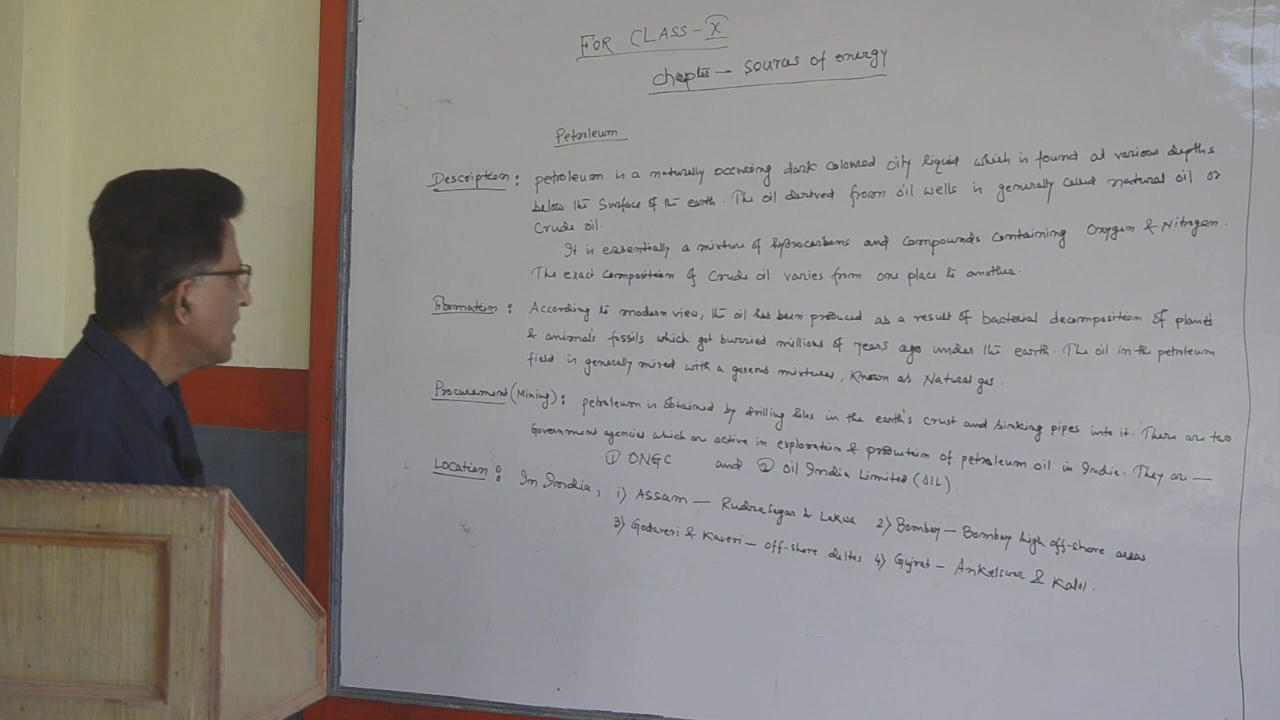 FOR CLASS-X
Chapter - sources of energy
Petroleum
Description: petroleum is a naturally occuring dark coloured oily liquid which is found at various depths
below the surface of the earth. The oil derived from oil wells is generally called natural oil or
Crude oil.
It is essentially a mixture of hydrocarbons and compounds containing Oxygen & Nitrogen.
The exact composition of Crude oil varies from one place to another.
Formation: According to modern view, the oil has been produced as a result of bacterial decomposition of plants
& animals fossils which got burried millions of years ago under the earth. The oil in the petroleum
field is generally mixed with a gaseous mixtures, known as Natural gas.
Procurement (Mining): petroleum is obtained by drilling holes in the earth's crust and sinking pipes into it. There are two
Government agencies which are active in exploration & production of petroleum oil in India. They are —
① ONGC and ② Oil India Limited (OIL).
Location: In India, 1) Assam — Rudrasagar & Lakwa 2) Bombay — Bombay high off-shore areas
3) Godaveri & Kaveri — off-shore deltas 4) Gujrat — Ankelswar & Kalol.